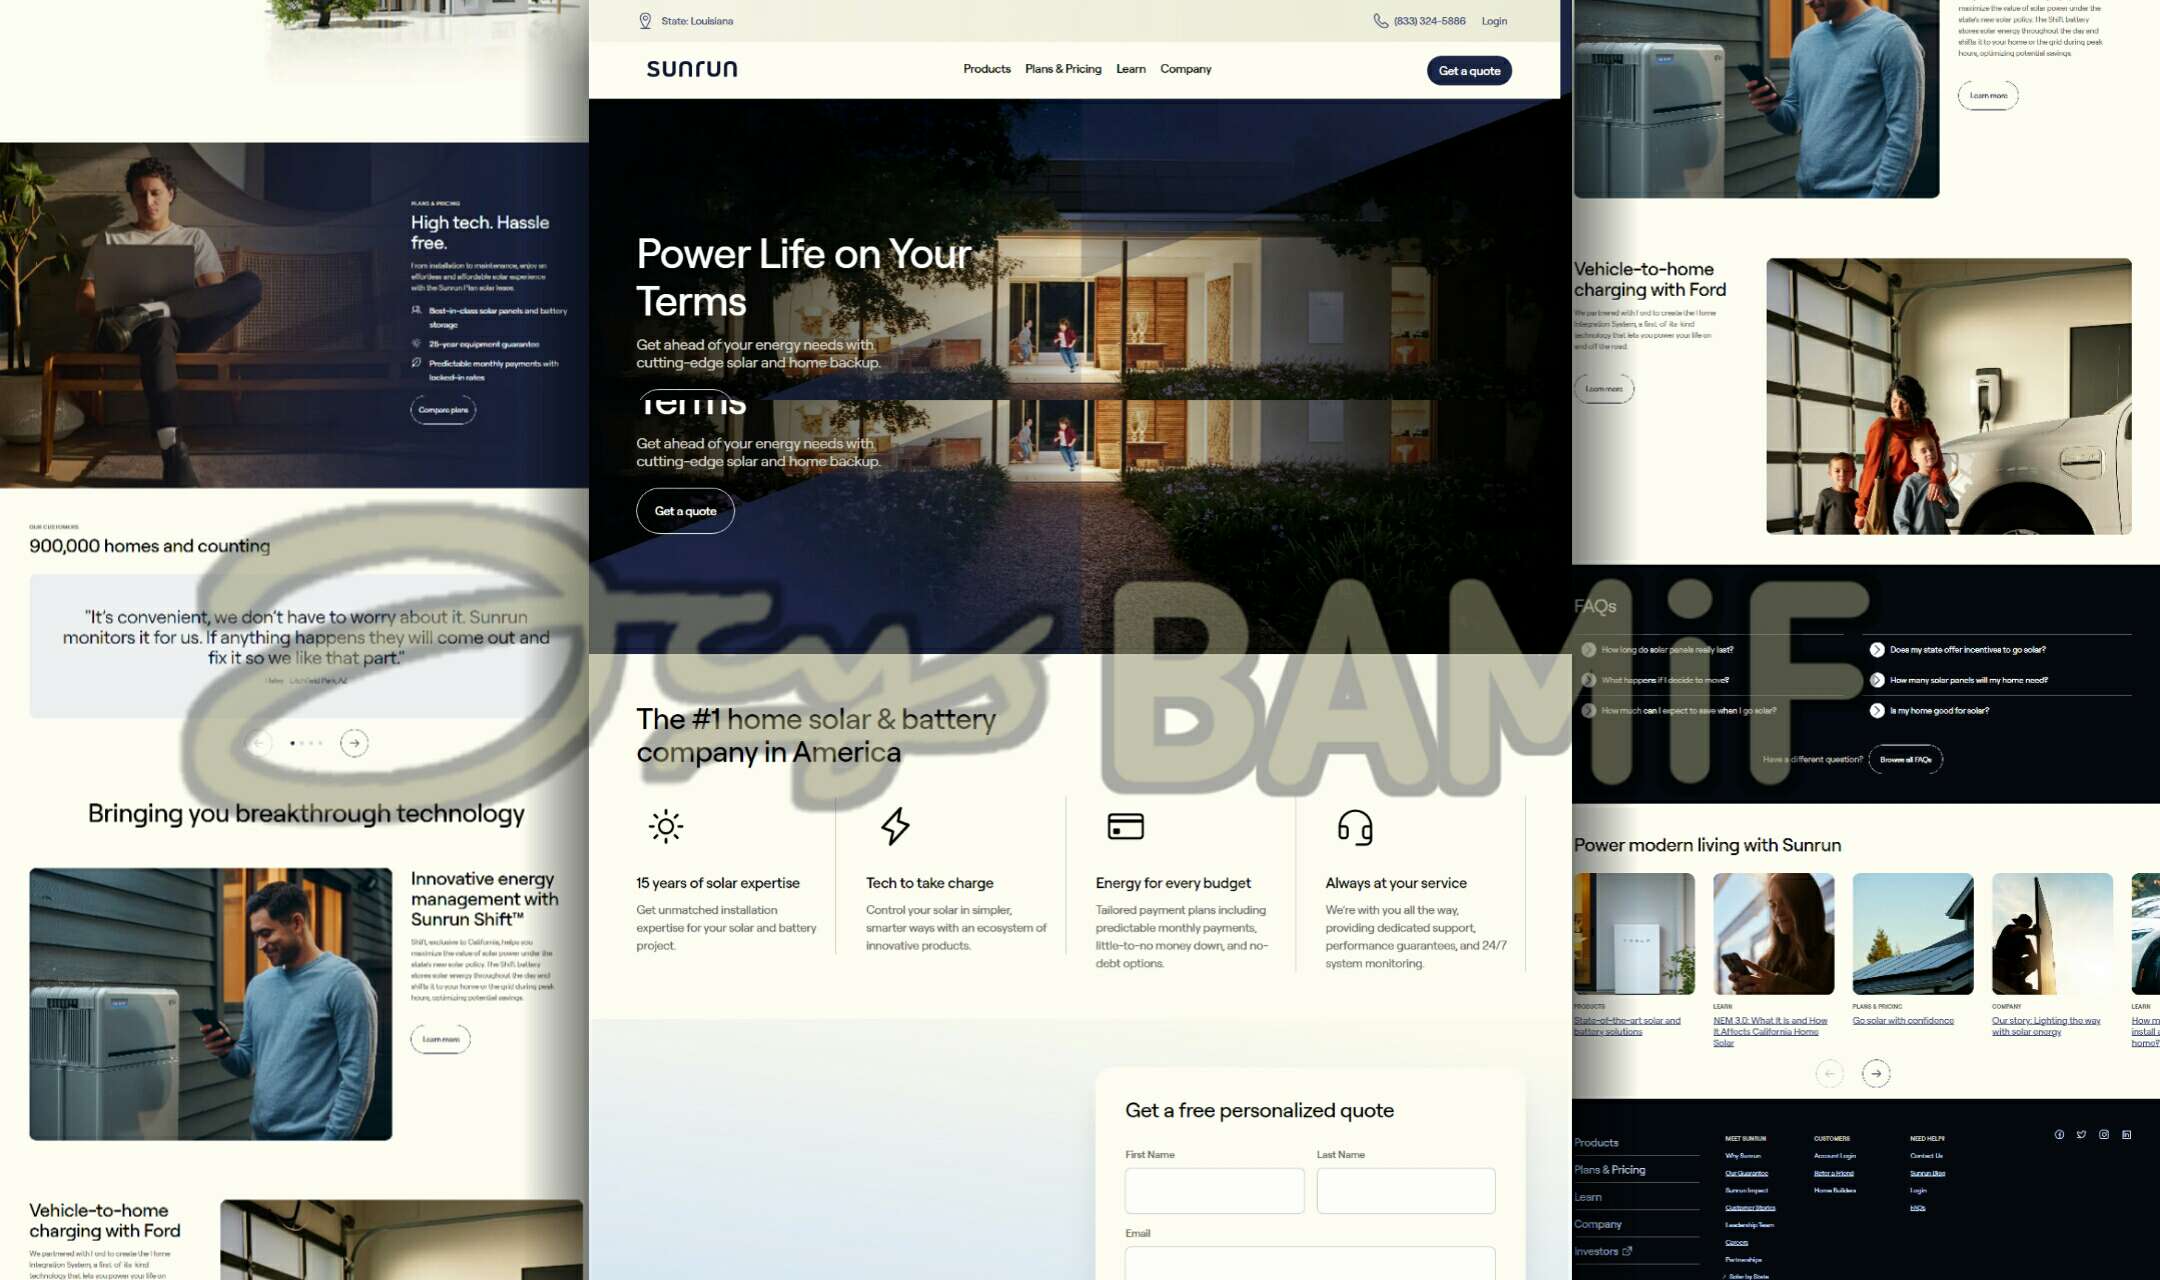 PLANS & PRICING
High tech. Hassle
free.
From installation to maintenance, enjoy an
effortless and affordable solar experience
with the Sunrun Plan solar lease.
Best-in-class solar panels and battery
storage
25-year equipment guarantee
Predictable monthly payments with
locked-in rates
Compare plans
OUR CUSTOMERS
900,000 homes and counting
"It's convenient, we don't have to worry about it. Sunrun
monitors it for us. If anything happens they will come out and
fix it so we like that part."
Litchfield Park, AZ
Bringing you breakthrough technology
Innovative energy
management with
Sunrun Shift™
Shift, exclusive to California, helps you
maximize the value of solar power under the
state's new solar policy. The Shift battery
stores solar energy throughout the day and
shifts it to your home or the grid during peak
hours, optimizing potential savings.
Learn more
Vehicle-to-home
charging with Ford
We partnered with Ford to create the Home
Integration System, a first-of-its-kind
technology that lets you power your life on
State: Louisiana
(833) 324-5886 Login
sunrun
Products Plans & Pricing Learn Company
Get a quote
Power Life on Your
Terms
Get ahead of your energy needs with
cutting-edge solar and home backup.
Terms
Get ahead of your energy needs with
cutting-edge solar and home backup.
Get a quote
BAMiF
The #1 home solar & battery
company in America
15 years of solar expertise
Get unmatched installation
expertise for your solar and battery
project.
Tech to take charge
Control your solar in simpler,
smarter ways with an ecosystem of
innovative products.
Energy for every budget
Tailored payment plans including
predictable monthly payments,
little-to-no money down, and no-
debt options.
Always at your service
We're with you all the way,
providing dedicated support,
performance guarantees, and 24/7
system monitoring.
Get a free personalized quote
First Name Last Name
Email
maximize the value of solar power under the
state's new solar policy. The Shift battery
stores solar energy throughout the day and
shifts it to your home or the grid during peak
hours, optimizing potential savings.
Learn more
Vehicle-to-home
charging with Ford
We partnered with Ford to create the Home
Integration System, a first-of-its-kind
technology that lets you power your life on
and off the road.
Learn more
FAQs
How long do solar panels really last?
What happens if I decide to move?
How much can I expect to save when I go solar?
Does my state offer incentives to go solar?
How many solar panels will my home need?
Is my home good for solar?
Have a different question? Browse all FAQs
Power modern living with Sunrun
TESLA
PRODUCTS
State-of-the-art solar and
battery solutions
LEARN
NEM 3.0: What It Is and How
It Affects California Home
Solar
PLANS & PRICING
Go solar with confidence
COMPANY
Our story: Lighting the way
with solar energy
LEARN
How m
install a
home?
Products
Plans & Pricing
Learn
Company
Investors
MEET SUNRUN
Why Sunrun
Our Guarantee
Sunrun Impact
Customer Stories
Leadership Team
Careers
Partnerships
Solar by State
CUSTOMERS
Account Login
Refer a Friend
Home Builders
NEED HELP?
Contact Us
Sunrun Blog
Login
FAQs